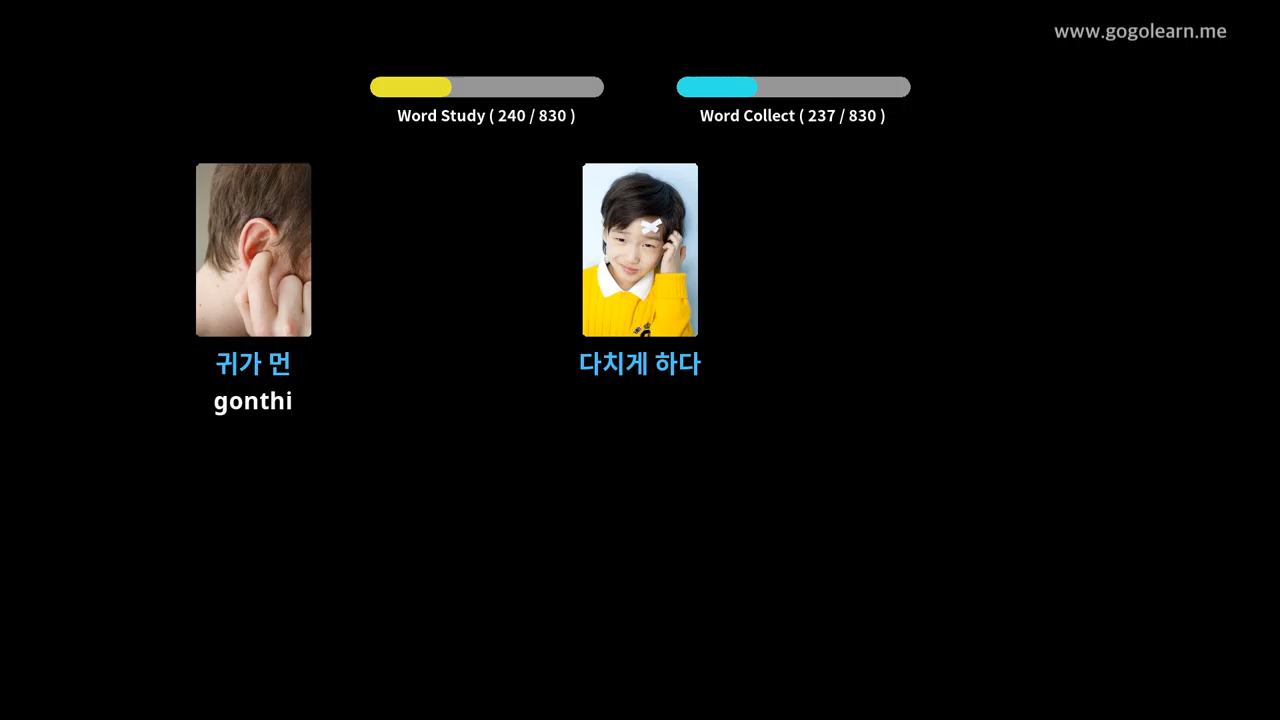 www.gogolearn.me
Word Study ( 240 / 830 )
Word Collect ( 237 / 830 )
귀가 먼
gonthi
다치게 하다